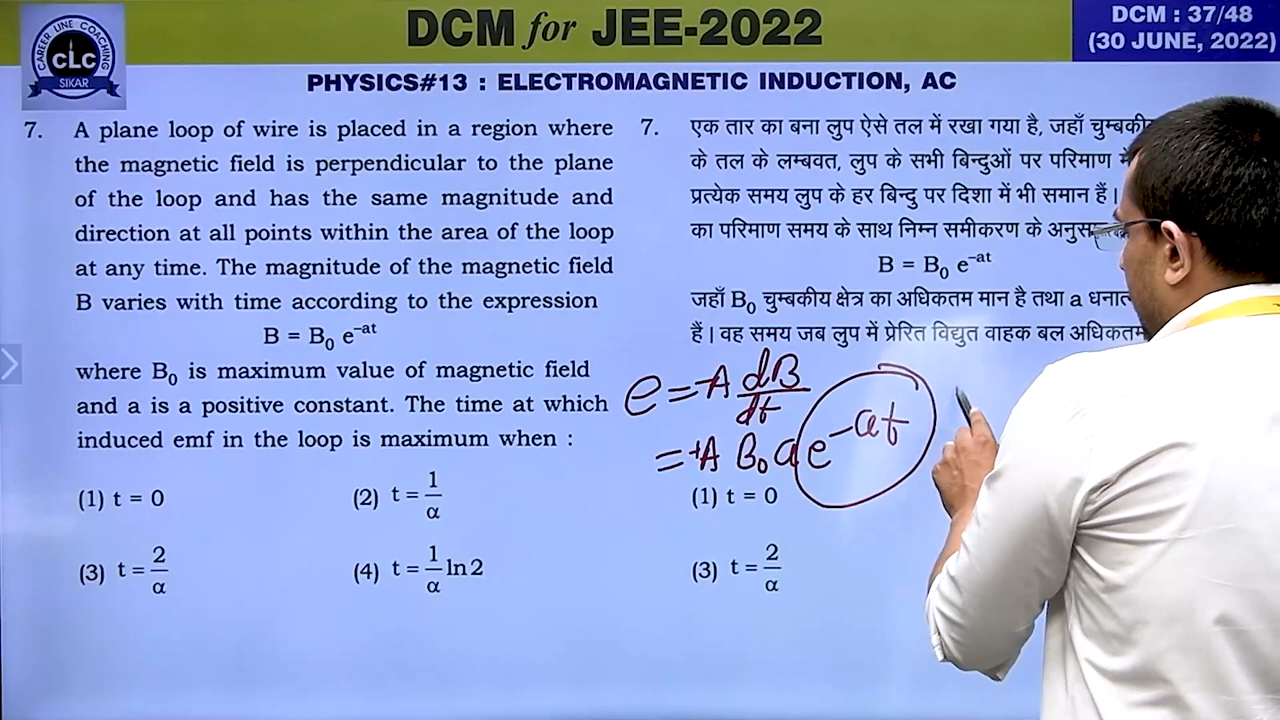 DCM for JEE-2022
DCM : 37/48
(30 JUNE, 2022)
CAREER LINE COACHING
CLC
SIKAR
PHYSICS#13 : ELECTROMAGNETIC INDUCTION, AC
7. A plane loop of wire is placed in a region where
the magnetic field is perpendicular to the plane
of the loop and has the same magnitude and
direction at all points within the area of the loop
at any time. The magnitude of the magnetic field
B varies with time according to the expression
B = B₀ e⁻ᵃᵗ
where B₀ is maximum value of magnetic field
and a is a positive constant. The time at which
induced emf in the loop is maximum when :
(1) t = 0
(2) t = 1/α
(3) t = 2/α
(4) t = 1/α ln2
7. एक तार का बना लुप ऐसे तल में रखा गया है, जहाँ
के तल के लम्बवत, लुप के सभी बिन्दुओं पर परिमाण
प्रत्येक समय लुप के हर बिन्दु पर दिशा में भी समान हैं।
का परिमाण समय के साथ निम्न समीकरण के
B = B₀ e⁻ᵃᵗ
जहाँ B₀ चुम्बकीय क्षेत्र का अधिकतम मान है तथा a
हैं। वह समय जब लुप में प्रेरित विद्युत वाहक बल अधिकतम
e = -A dB/dt
= +A B₀ a e⁻ᵃᵗ
(1) t = 0
(3) t = 2/α